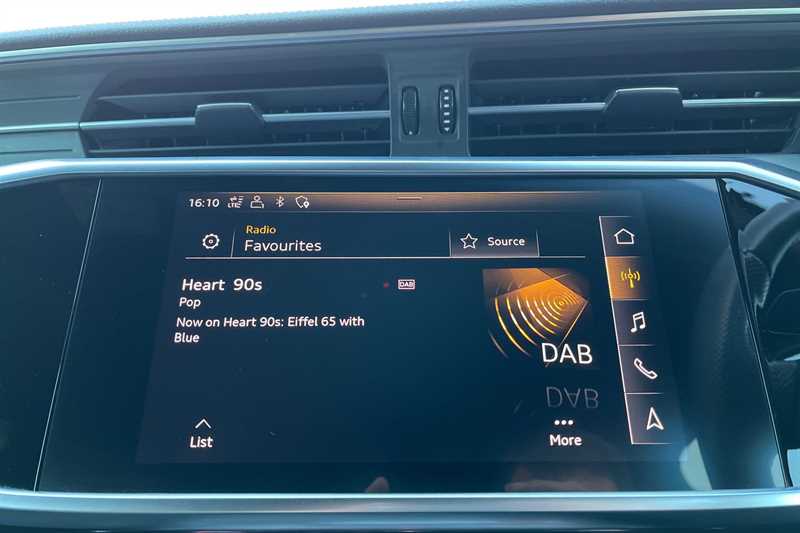 16:10 LTE
Radio
Favourites
Source
Heart 90s
DAB
Pop
Now on Heart 90s: Eiffel 65 with
Blue
DAB
DAB
List
More